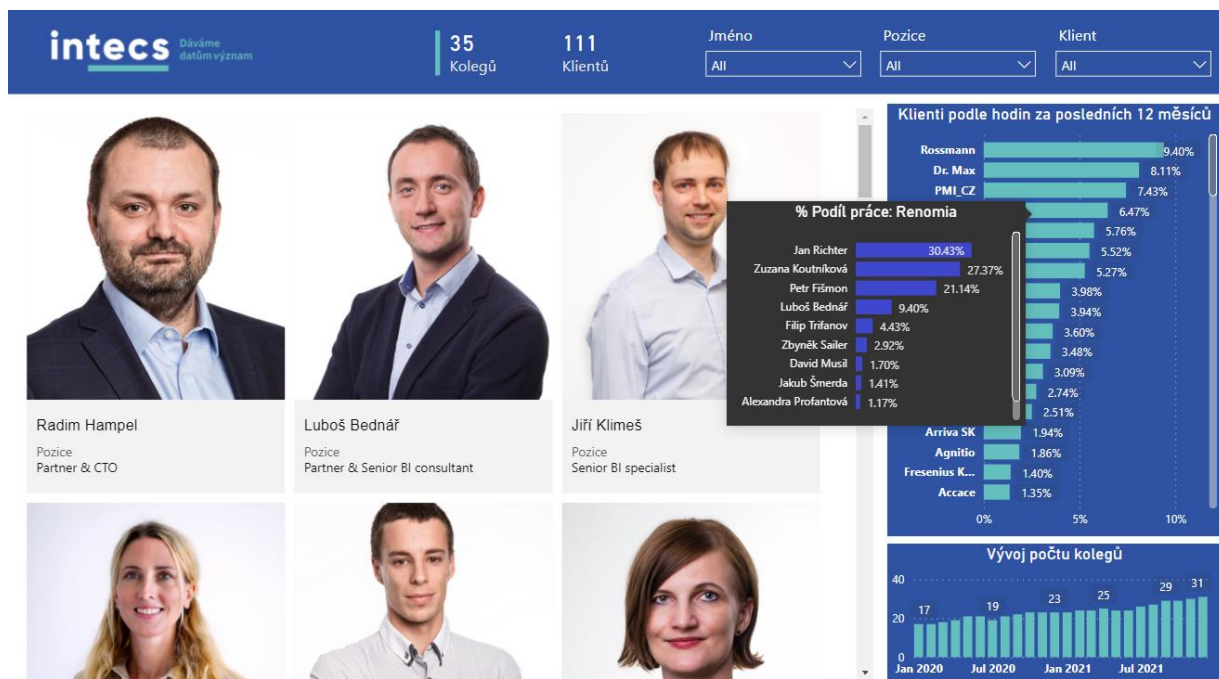 intecs
Dáváme
datům význam
35
Kolegů
111
Klientů
Jméno
All
Pozice
All
Klient
All
Radim Hampel
Pozice
Partner & CTO
Luboš Bednář
Pozice
Partner & Senior BI consultant
Jiří Klimeš
Pozice
Senior BI specialist
Klienti podle hodin za posledních 12 měsíců
Rossmann 9.40%
Dr. Max 8.11%
PMI_CZ 7.43%
6.47%
5.76%
5.52%
5.27%
3.98%
3.94%
3.60%
3.48%
3.09%
2.74%
2.51%
Arriva SK 1.94%
Agnitio 1.86%
Fresenius K... 1.40%
Accace 1.35%
0% 5% 10%
% Podíl práce: Renomia
Jan Richter 30.43%
Zuzana Koutníková 27.37%
Petr Fišmon 21.14%
Luboš Bednář 9.40%
Filip Trifanov 4.43%
Zbyněk Sailer 2.92%
David Musil 1.70%
Jakub Šmerda 1.41%
Alexandra Profantová 1.17%
Vývoj počtu kolegů
40
20
0
17 19 23 25 29 31
Jan 2020 Jul 2020 Jan 2021 Jul 2021